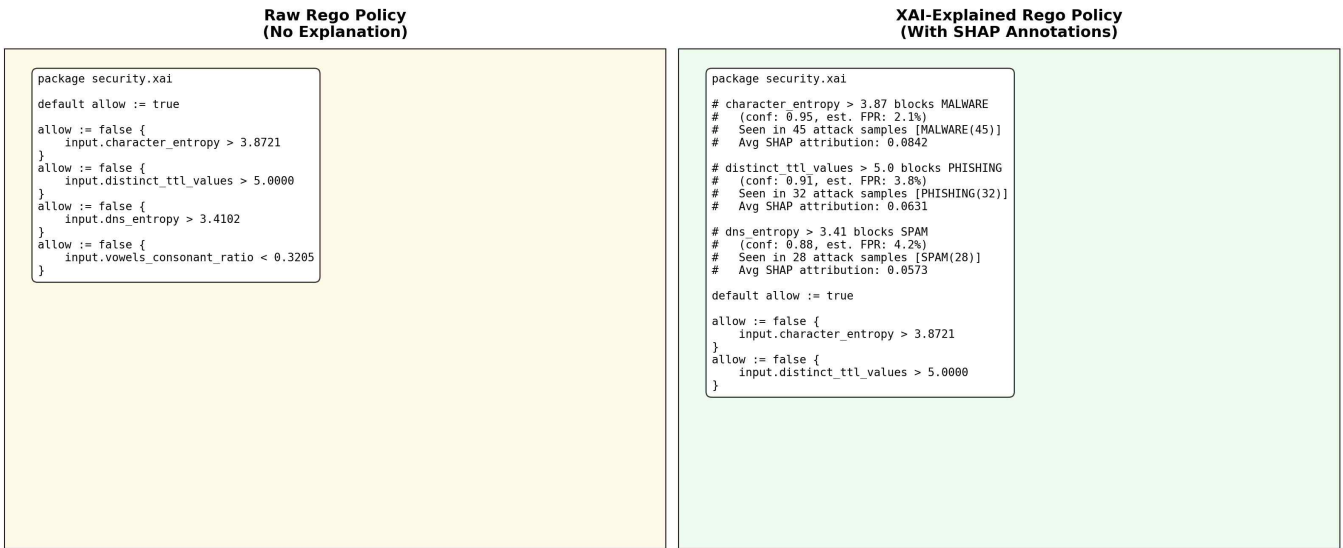 Raw Rego Policy
(No Explanation)
package security.xai
default allow := true
allow := false {
    input.character_entropy > 3.8721
}
allow := false {
    input.distinct_ttl_values > 5.0000
}
allow := false {
    input.dns_entropy > 3.4102
}
allow := false {
    input.vowels_consonant_ratio < 0.3205
}
XAI-Explained Rego Policy
(With SHAP Annotations)
package security.xai
# character_entropy > 3.87 blocks MALWARE
#   (conf: 0.95, est. FPR: 2.1%)
#   Seen in 45 attack samples [MALWARE(45)]
#   Avg SHAP attribution: 0.0842
# distinct_ttl_values > 5.0 blocks PHISHING
#   (conf: 0.91, est. FPR: 3.8%)
#   Seen in 32 attack samples [PHISHING(32)]
#   Avg SHAP attribution: 0.0631
# dns_entropy > 3.41 blocks SPAM
#   (conf: 0.88, est. FPR: 4.2%)
#   Seen in 28 attack samples [SPAM(28)]
#   Avg SHAP attribution: 0.0573
default allow := true
allow := false {
    input.character_entropy > 3.8721
}
allow := false {
    input.distinct_ttl_values > 5.0000
}